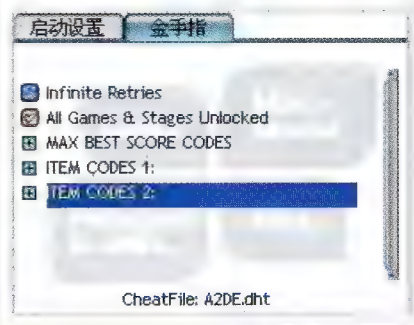 启动设置 金手指
Infinite Retries
All Games & Stages Unlocked
MAX BEST SCORE CODES
ITEM CODES 1:
ITEM CODES 2:
CheatFile: A2DE.dht